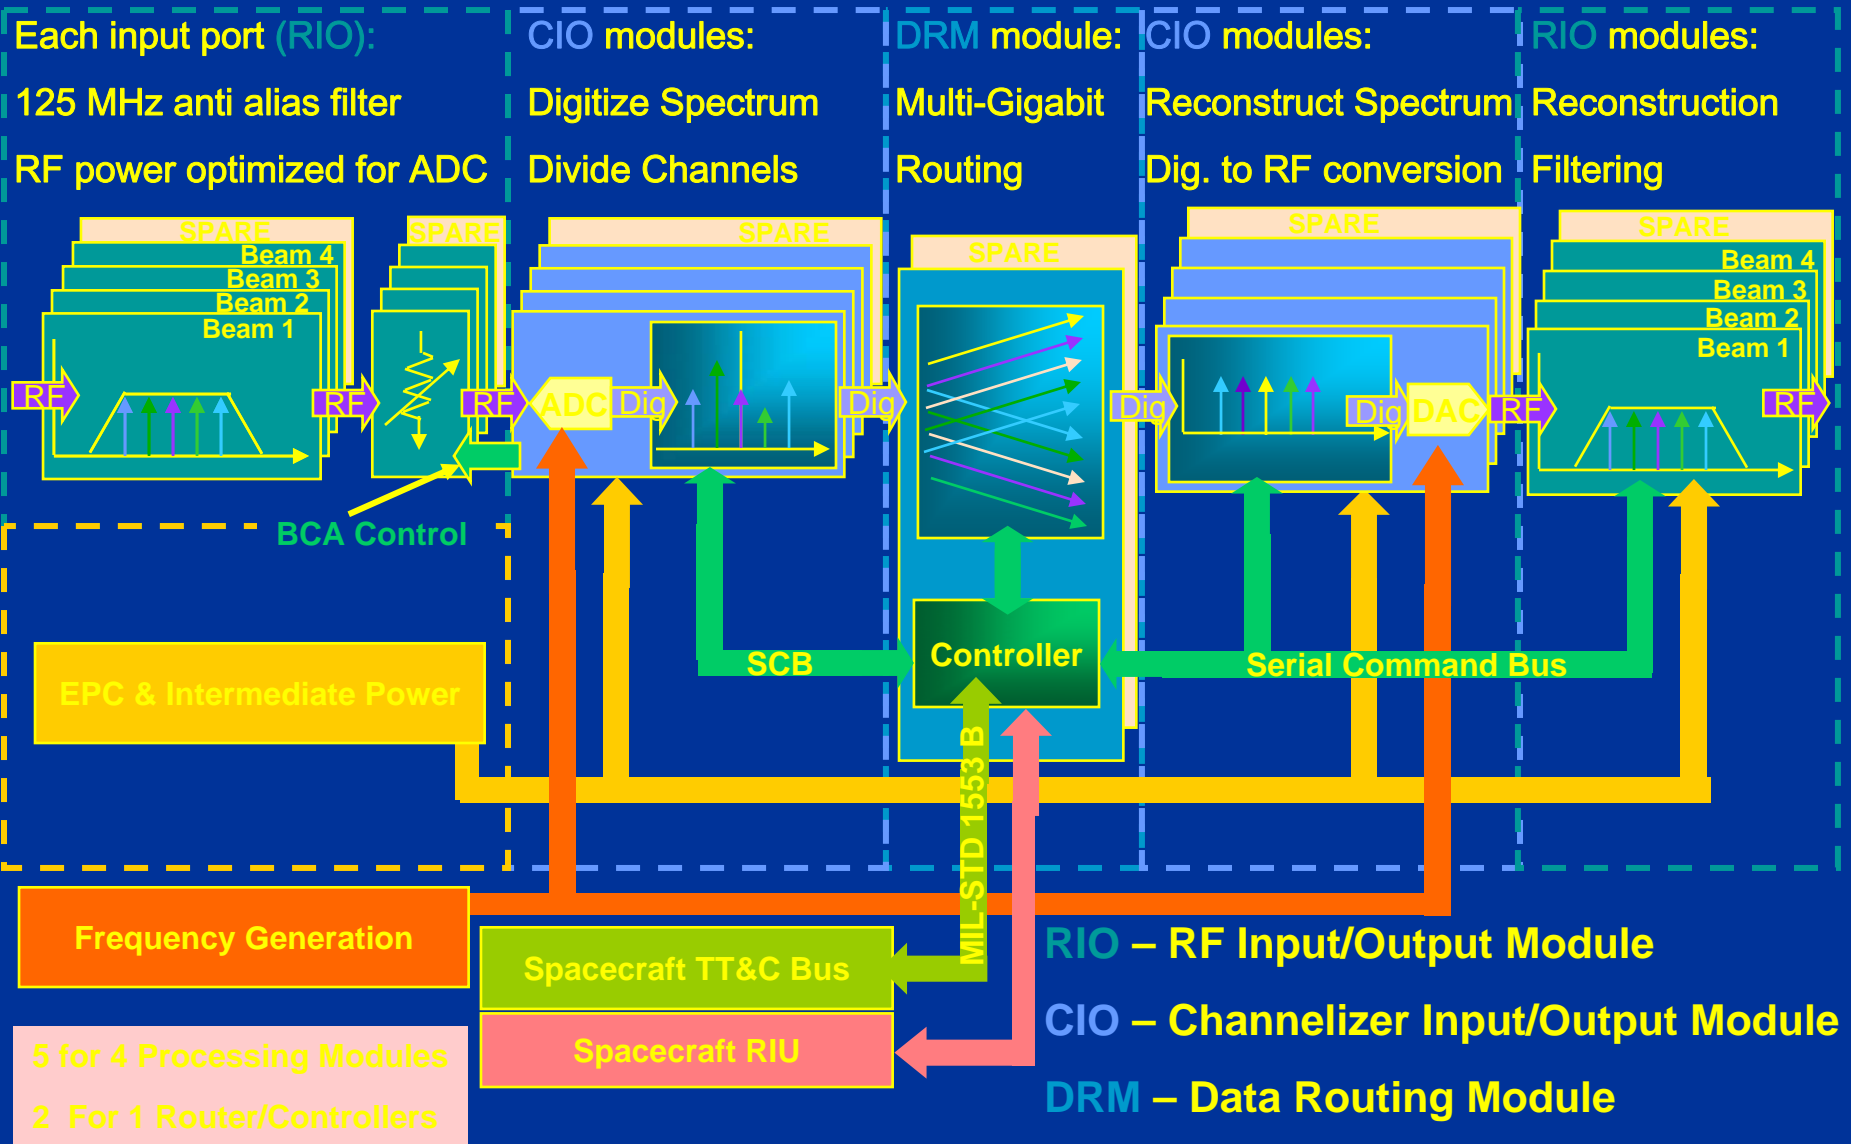 Each input port (RIO):
125 MHz anti alias filter
RF power optimized for ADC
CIO modules:
Digitize Spectrum
Divide Channels
DRM module:
Multi-Gigabit
Routing
CIO modules:
Reconstruct Spectrum
Dig. to RF conversion
RIO modules:
Reconstruction
Filtering
SPARE
Beam 4
Beam 3
Beam 2
Beam 1
RF
RF
SPARE
RF
SPARE
ADC
Dig
Dig
SPARE
Dig
SPARE
Dig
DAC
RF
SPARE
Beam 4
Beam 3
Beam 2
Beam 1
RF
BCA Control
EPC & Intermediate Power
SCB
Controller
Serial Command Bus
MIL-STD 1553 B
Frequency Generation
Spacecraft TT&C Bus
Spacecraft RIU
5 for 4 Processing Modules
2 For 1 Router/Controllers
RIO – RF Input/Output Module
CIO – Channelizer Input/Output Module
DRM – Data Routing Module